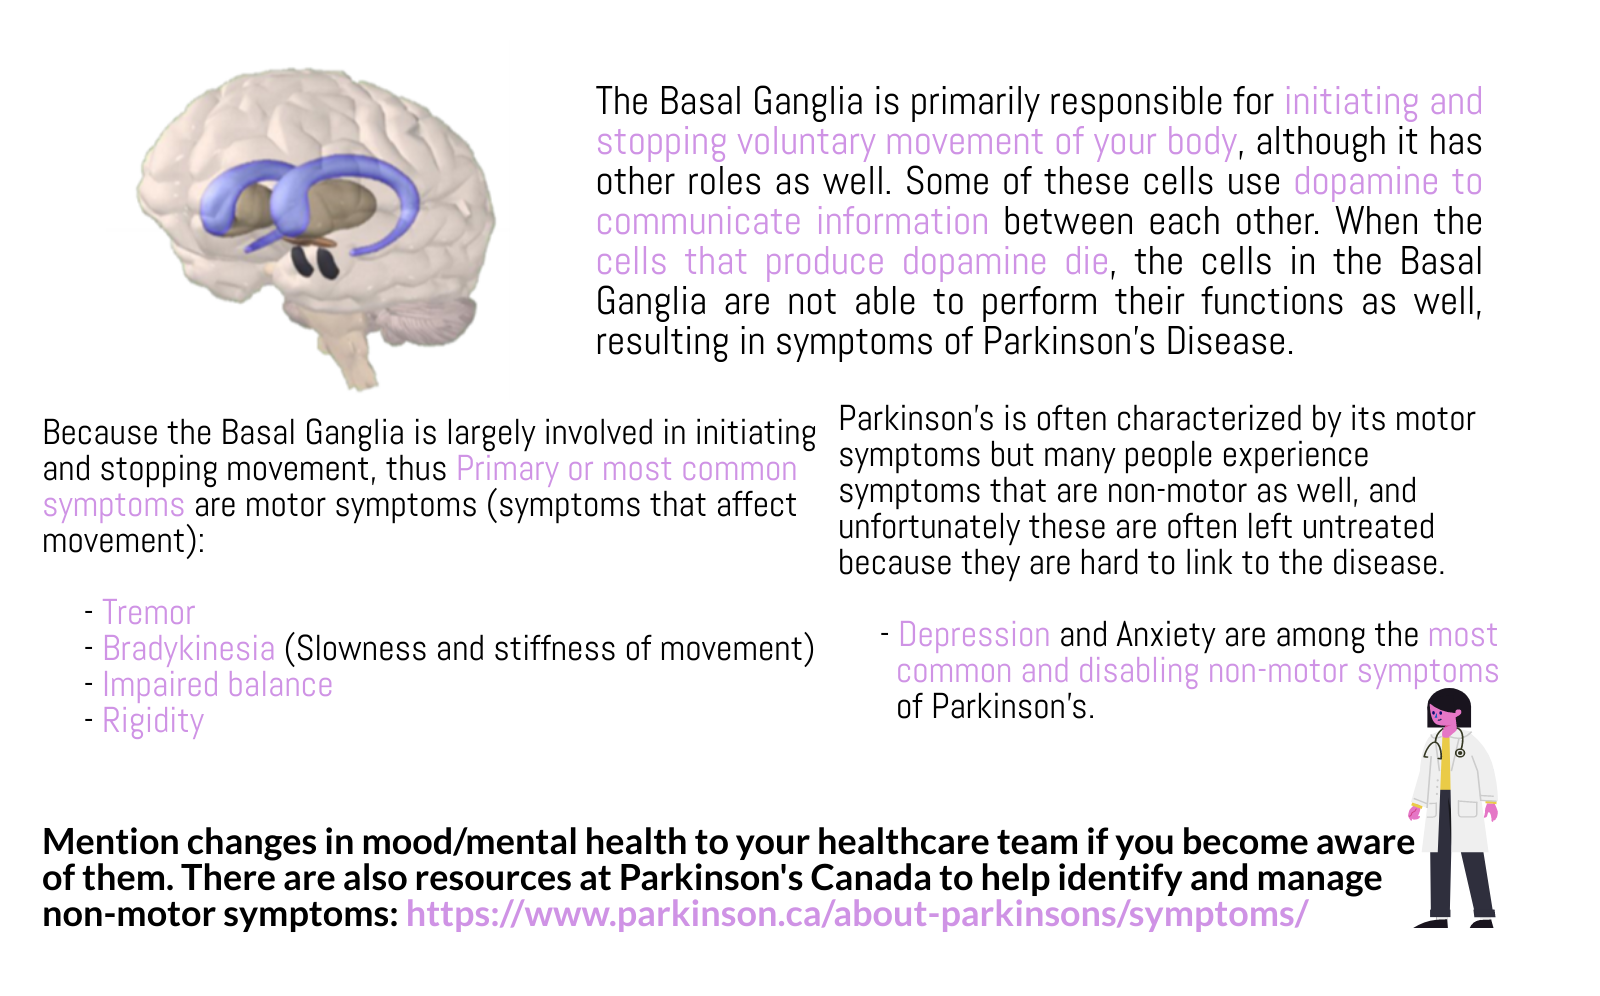 The Basal Ganglia is primarily responsible for initiating and
stopping voluntary movement of your body, although it has
other roles as well. Some of these cells use dopamine to
communicate information between each other. When the
cells that produce dopamine die, the cells in the Basal
Ganglia are not able to perform their functions as well,
resulting in symptoms of Parkinson's Disease.
Because the Basal Ganglia is largely involved in initiating
and stopping movement, thus Primary or most common
symptoms are motor symptoms (symptoms that affect
movement):
- Tremor
- Bradykinesia (Slowness and stiffness of movement)
- Impaired balance
- Rigidity
Parkinson's is often characterized by its motor
symptoms but many people experience
symptoms that are non-motor as well, and
unfortunately these are often left untreated
because they are hard to link to the disease.
- Depression and Anxiety are among the most
common and disabling non-motor symptoms
of Parkinson's.
Mention changes in mood/mental health to your healthcare team if you become aware
of them. There are also resources at Parkinson's Canada to help identify and manage
non-motor symptoms: https://www.parkinson.ca/about-parkinsons/symptoms/